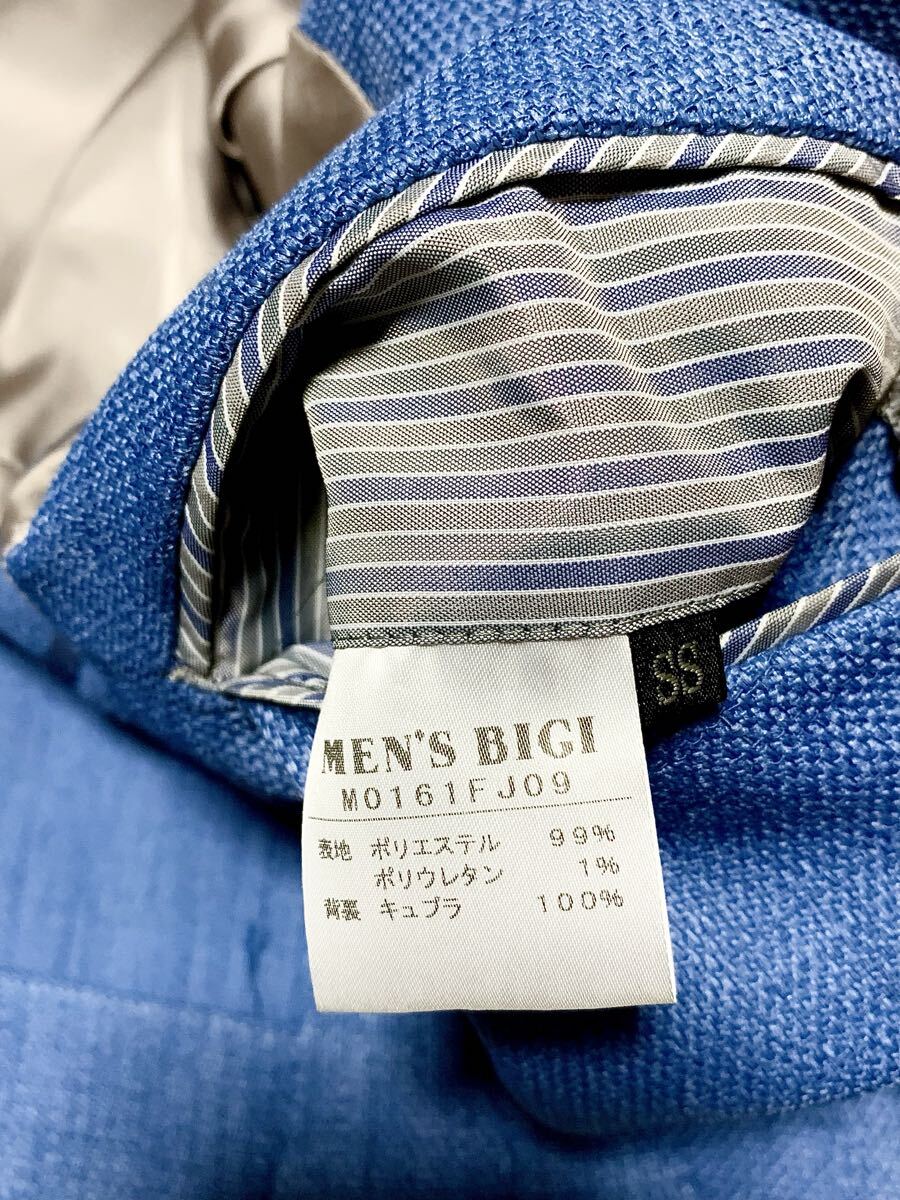 SS
MEN'S BIGI
M0161FJ09
表地 ポリエステル 99%
ポリウレタン 1%
背裏 キュプラ 100%